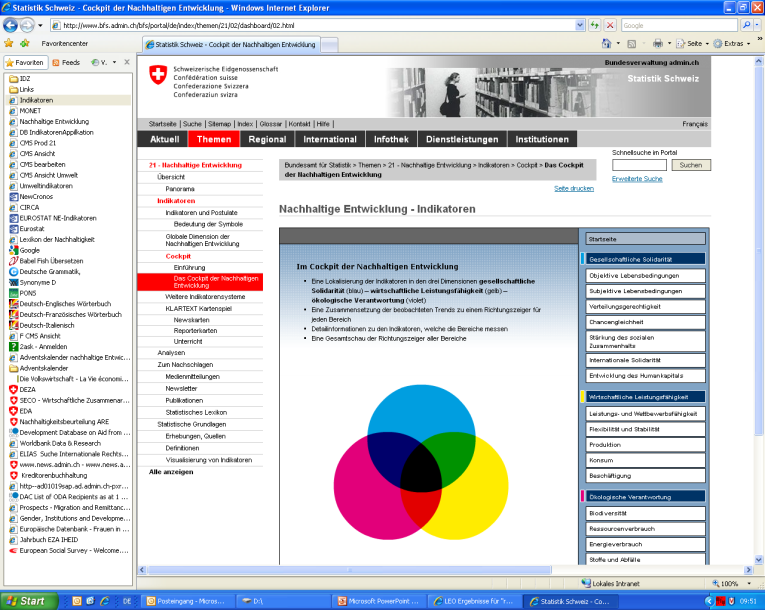 Statistik Schweiz - Cockpit der Nachhaltigen Entwicklung - Windows Internet Explorer
http://www.bfs.admin.ch/bfs/portal/de/index/themen/21/02/dashboard/02.html
Google
Favoritencenter
Statistik Schweiz - Cockpit der Nachhaltigen Entwicklung
Seite
Extras
Favoriten
Feeds
V.
IDZ
Links
Indikatoren
MONET
Nachhaltige Entwicklung
DB IndikatorenApplikation
CMS Prod 21
CMS Ansicht
CMS bearbeiten
CMS Ansicht Umwelt
Umweltindikatoren
NewCronos
CIRCA
EUROSTAT NE-Indikatoren
Eurostat
Lexikon der Nachhaltigkeit
Google
Babel Fish Übersetzen
Deutsche Grammatik,
Synonyme D
PONS
Deutsch-Englisches Wörterbuch
Deutsch-Französisches Wörterbuch
Deutsch-Italienisch
F CMS Ansicht
2ask - Anmelden
Adventskalender nachhaltige Entwic...
Adventskalender
Die Volkswirtschaft - La Vie économi...
DEZA
SECO - Wirtschaftliche Zusammenar...
EDA
Nachhaltigkeitsbeurteilung ARE
Development Database on Aid from ...
Worldbank Data & Research
ELIAS Suche Internationale Rechts...
www.news.admin.ch - www.news.a...
Kreditorenbuchhaltung
http--ad01019sap.ad.admin.ch-pxr...
DAC List of ODA Recipients as at 1 ...
Prospects - Migration and Remittanc...
Gender, Institutions and Developme...
Europäische Datenbank - Frauen in ...
Jahrbuch EZA IHEID
European Social Survey - Welcome....
Schweizerische Eidgenossenschaft
Confédération suisse
Confederazione Svizzera
Confederaziun svizra
Bundesverwaltung admin.ch
Statistik Schweiz
Startseite | Suche | Sitemap | Index | Glossar | Kontakt | Hilfe |
Français
Aktuell
Themen
Regional
International
Infothek
Dienstleistungen
Institutionen
21 - Nachhaltige Entwicklung
Übersicht
Panorama
Indikatoren
Indikatoren und Postulate
Bedeutung der Symbole
Globale Dimension der
Nachhaltigen Entwicklung
Cockpit
Einführung
Das Cockpit der Nachhaltigen
Entwicklung
Weitere Indikatorensysteme
KLARTEXT Kartenspiel
Newskarten
Reporterkarten
Unterricht
Analysen
Zum Nachschlagen
Medienmitteilungen
Newsletter
Publikationen
Statistisches Lexikon
Statistische Grundlagen
Erhebungen, Quellen
Definitionen
Visualisierung von Indikatoren
Alle anzeigen
Bundesamt für Statistik > Themen > 21 - Nachhaltige Entwicklung > Indikatoren > Cockpit > Das Cockpit
der Nachhaltigen Entwicklung
Seite drucken
Schnellsuche im Portal
Suchen
Erweiterte Suche
Nachhaltige Entwicklung - Indikatoren
Im Cockpit der Nachhaltigen Entwicklung
• Eine Lokalisierung der Indikatoren in den drei Dimensionen gesellschaftliche
Solidarität (blau) – wirtschaftliche Leistungsfähigkeit (gelb) –
ökologische Verantwortung (violet)
• Eine Zusammensetzung der beobachteten Trends zu einem Richtungszeiger für
jeden Bereich
• Detailinformationen zu den Indikatoren, welche die Bereiche messen
• Eine Gesamtschau der Richtungszeiger aller Bereiche
Startseite
Gesellschaftliche Solidarität
Objektive Lebensbedingungen
Subjektive Lebensbedingungen
Verteilungsgerechtigkeit
Chancengleichheit
Stärkung des sozialen
Zusammenhalts
Internationale Solidarität
Entwicklung des Humankapitals
Wirtschaftliche Leistungsfähigkeit
Leistungs- und Wettbewerbsfähigkeit
Flexibilität und Stabilität
Produktion
Konsum
Beschäftigung
Ökologische Verantwortung
Biodiversität
Ressourcenverbrauch
Energieverbrauch
Stoffe und Abfälle
Lokales Intranet
100%
Start
DE
Posteingang - Micros...
D:\
Microsoft PowerPoint ...
LEO Ergebnisse für "r...
Statistik Schweiz - Co...
09:51